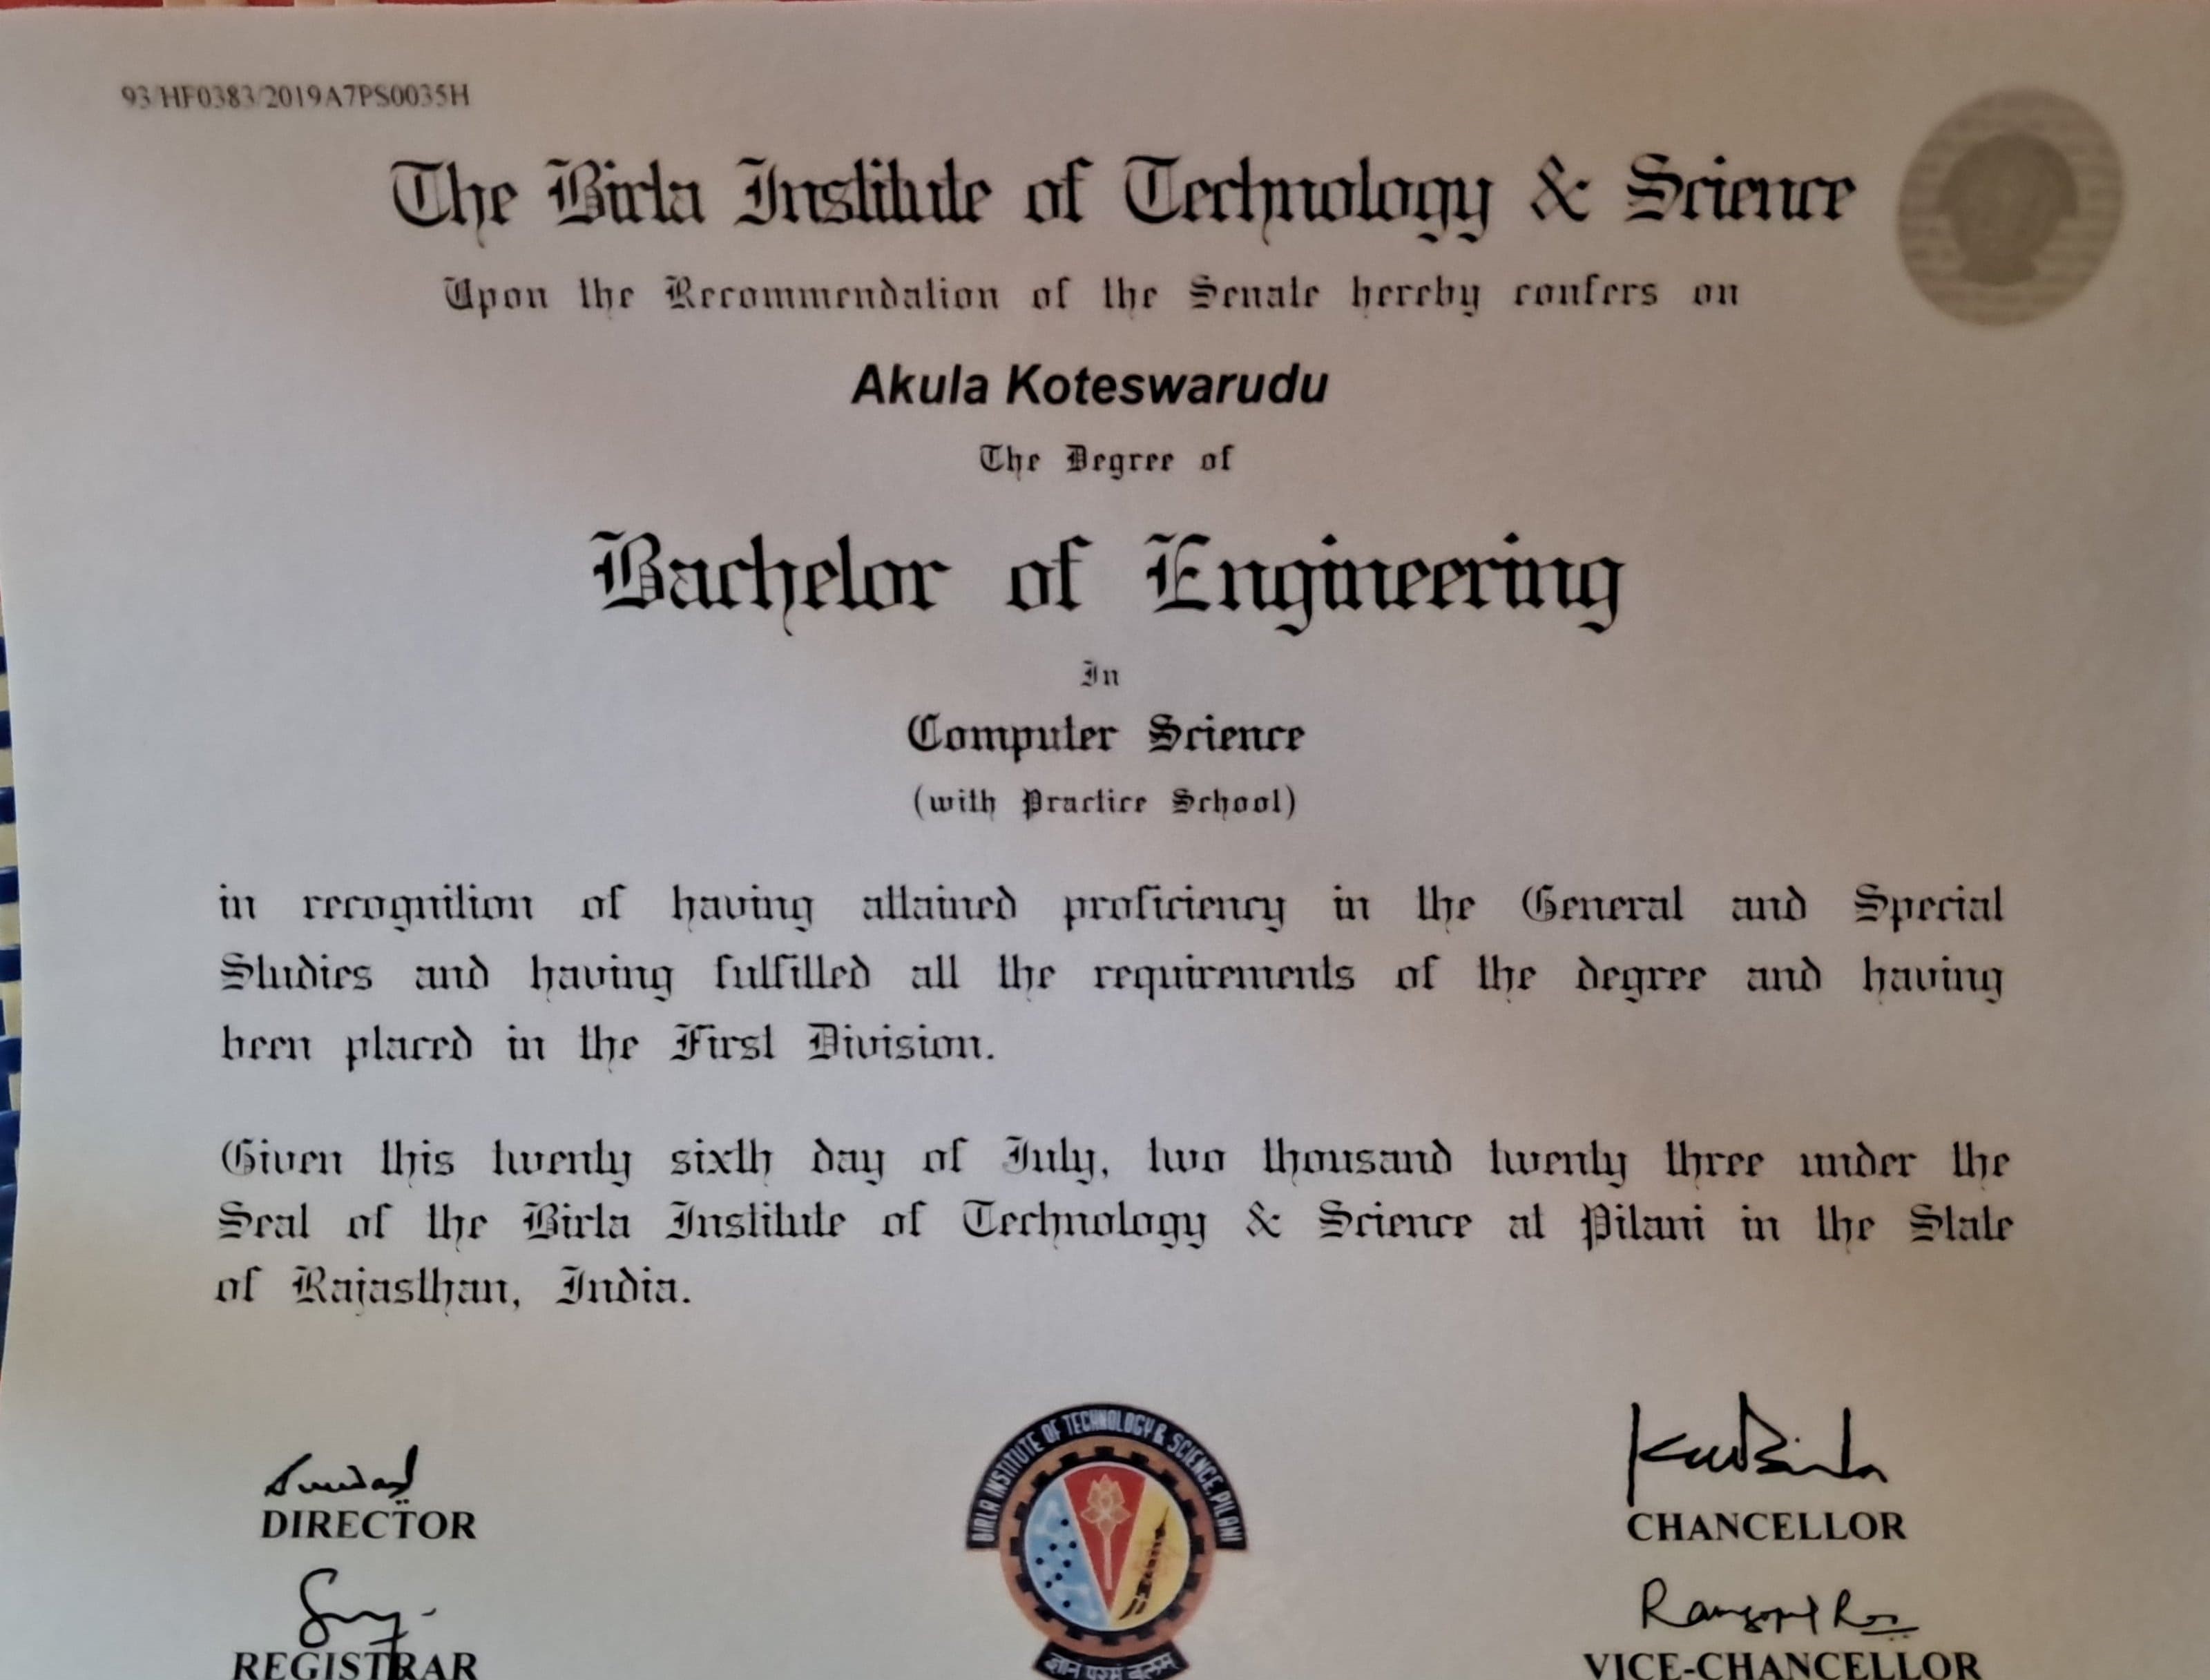 93/HF0383/2019A7PS0035H
The Birla Institute of Technology & Science
Upon the Recommendation of the Senate hereby confers on
Akula Koteswarudu
The Degree of
Bachelor of Engineering
In
Computer Science
(with Practice School)
in recognition of having attained proficiency in the General and Special
Studies and having fulfilled all the requirements of the degree and having
been placed in the First Division.
Given this twenty sixth day of July, two thousand twenty three under the
Seal of the Birla Institute of Technology & Science at Pilani in the State
of Rajasthan, India.
DIRECTOR
REGISTRAR
BIRLA INSTITUTE OF TECHNOLOGY & SCIENCE, PILANI
ज्ञानं परमं बलम्
CHANCELLOR
VICE-CHANCELLOR